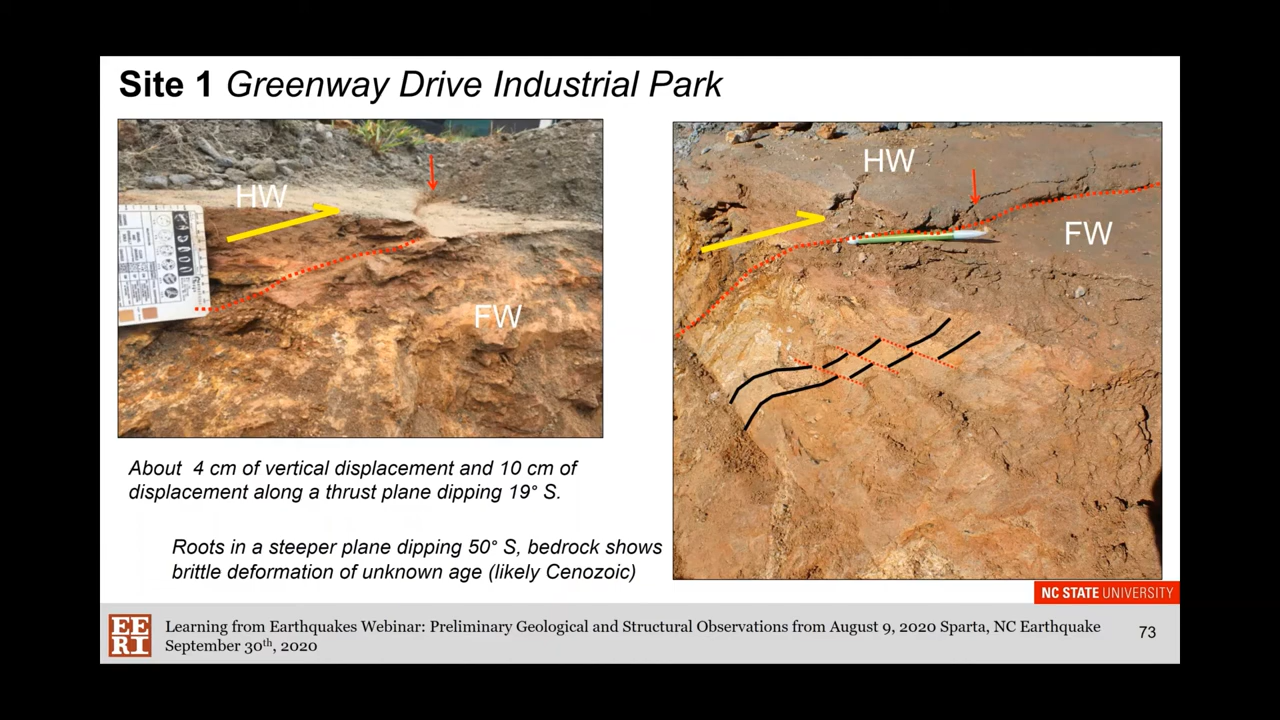 Site 1 Greenway Drive Industrial Park
HW
FW
HW
FW
About 4 cm of vertical displacement and 10 cm of
displacement along a thrust plane dipping 19° S.
Roots in a steeper plane dipping 50° S, bedrock shows
brittle deformation of unknown age (likely Cenozoic)
NC STATE UNIVERSITY
EE
RI
Learning from Earthquakes Webinar: Preliminary Geological and Structural Observations from August 9, 2020 Sparta, NC Earthquake
September 30th, 2020
73